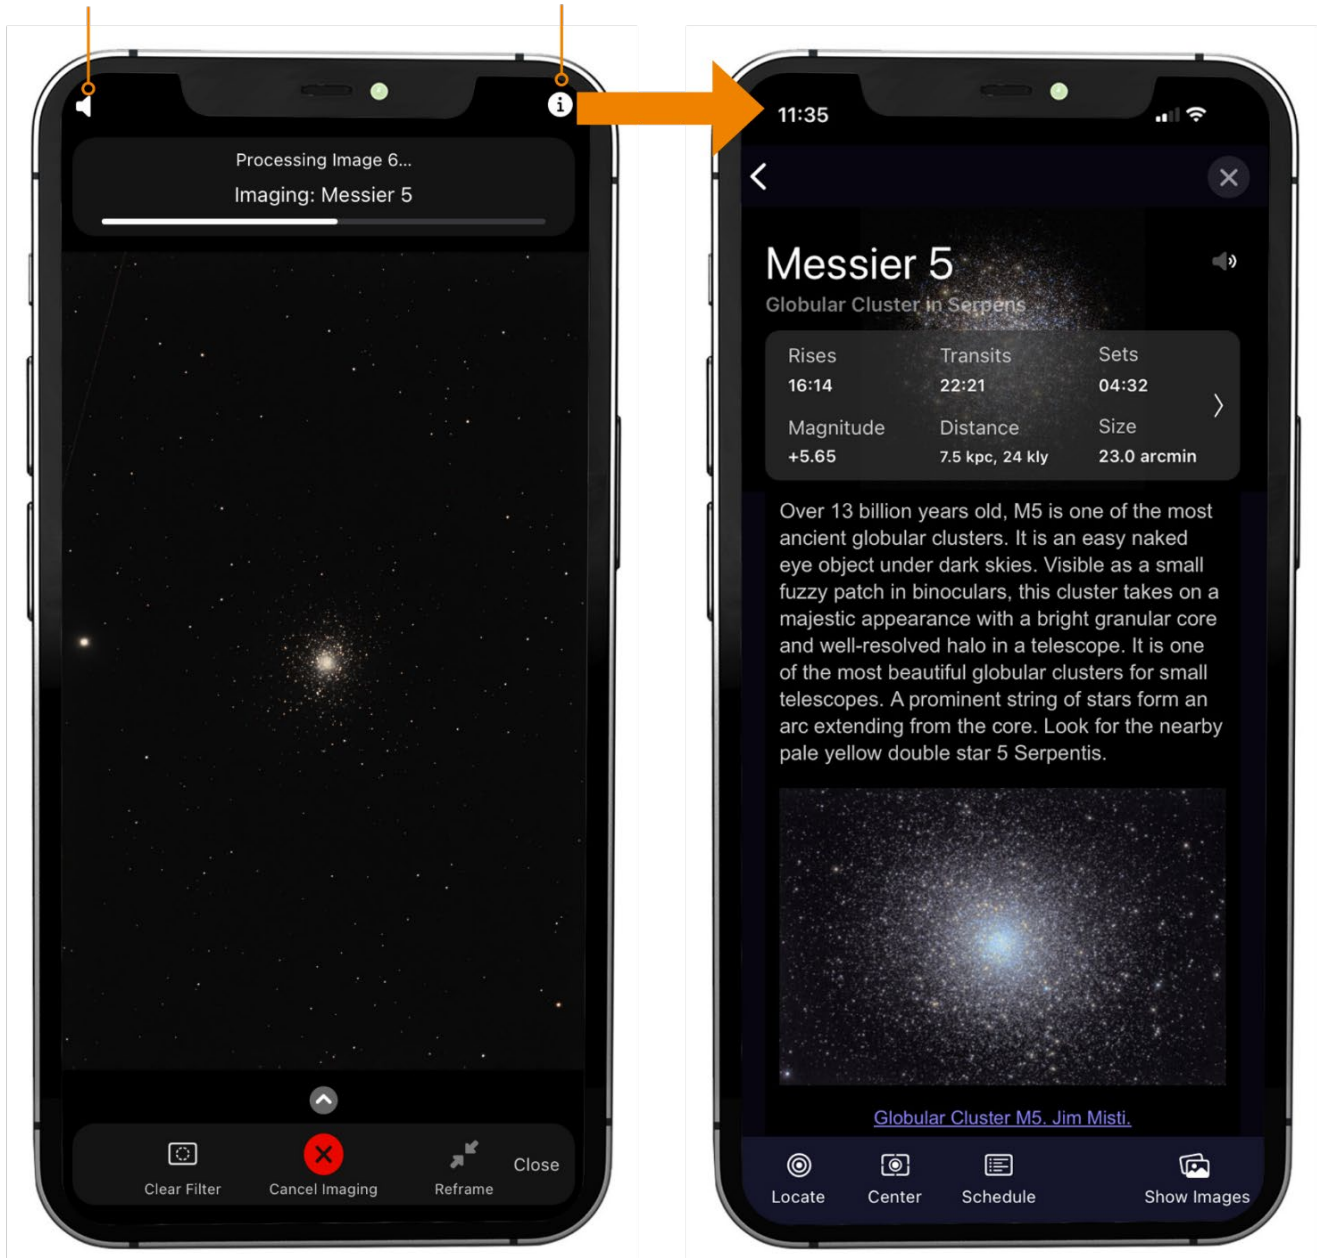 Processing Image 6...
Imaging: Messier 5
Clear Filter
Cancel Imaging
Reframe
Close
11:35
Messier 5
Globular Cluster in Serpens
Rises
Transits
Sets
16:14
22:21
04:32
Magnitude
Distance
Size
+5.65
7.5 kpc, 24 kly
23.0 arcmin
Over 13 billion years old, M5 is one of the most
ancient globular clusters. It is an easy naked
eye object under dark skies. Visible as a small
fuzzy patch in binoculars, this cluster takes on a
majestic appearance with a bright granular core
and well-resolved halo in a telescope. It is one
of the most beautiful globular clusters for small
telescopes. A prominent string of stars form an
arc extending from the core. Look for the nearby
pale yellow double star 5 Serpentis.
Globular Cluster M5. Jim Misti.
Locate
Center
Schedule
Show Images